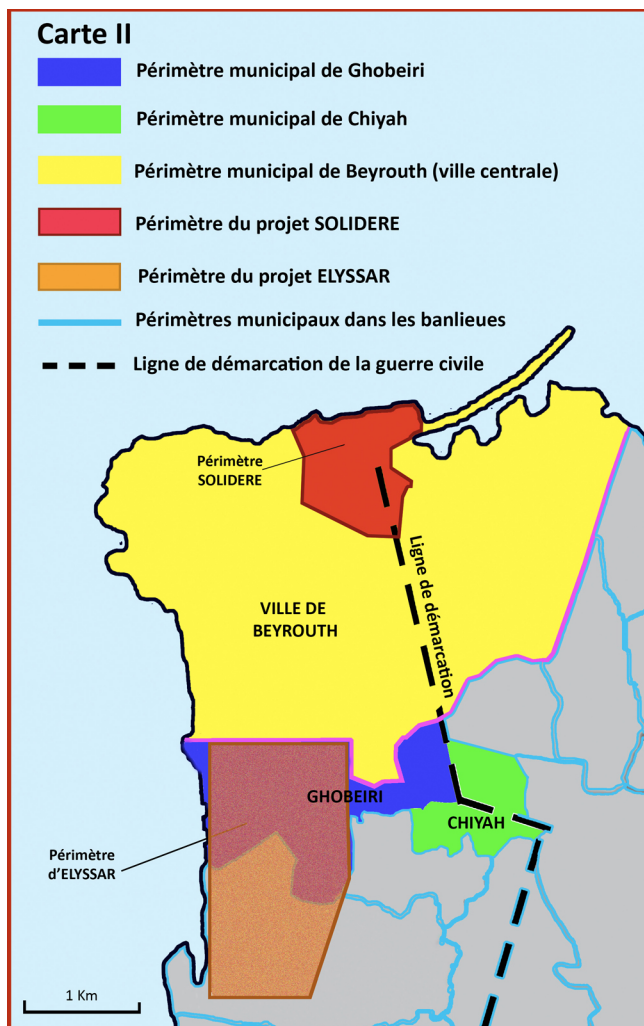 Carte II
Périmètre municipal de Ghobeiri
Périmètre municipal de Chiyah
Périmètre municipal de Beyrouth (ville centrale)
Périmètre du projet SOLIDERE
Périmètre du projet ELYSSAR
Périmètres municipaux dans les banlieues
Ligne de démarcation de la guerre civile
Périmètre
SOLIDERE
Ligne de démarcation
VILLE DE
BEYROUTH
GHOBEIRI
CHIYAH
Périmètre
d'ELYSSAR
1 Km